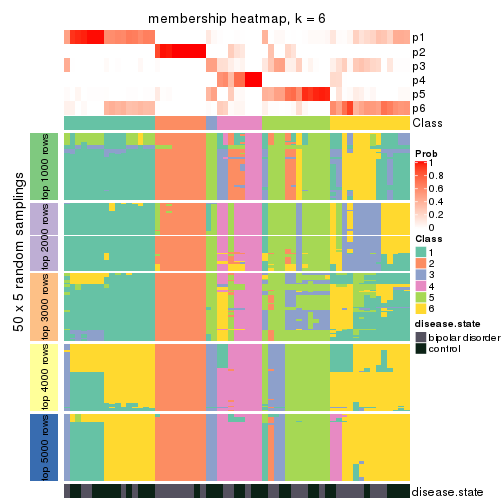 membership heatmap, k = 6
p1
p2
p3
p4
p5
p6
Class
50 x 5 random samplings
top 1000 rows
top 2000 rows
top 3000 rows
top 4000 rows
top 5000 rows
disease.state
Prob
1
0.8
0.6
0.4
0.2
0
Class
1
2
3
4
5
6
disease.state
bipolar disorder
control